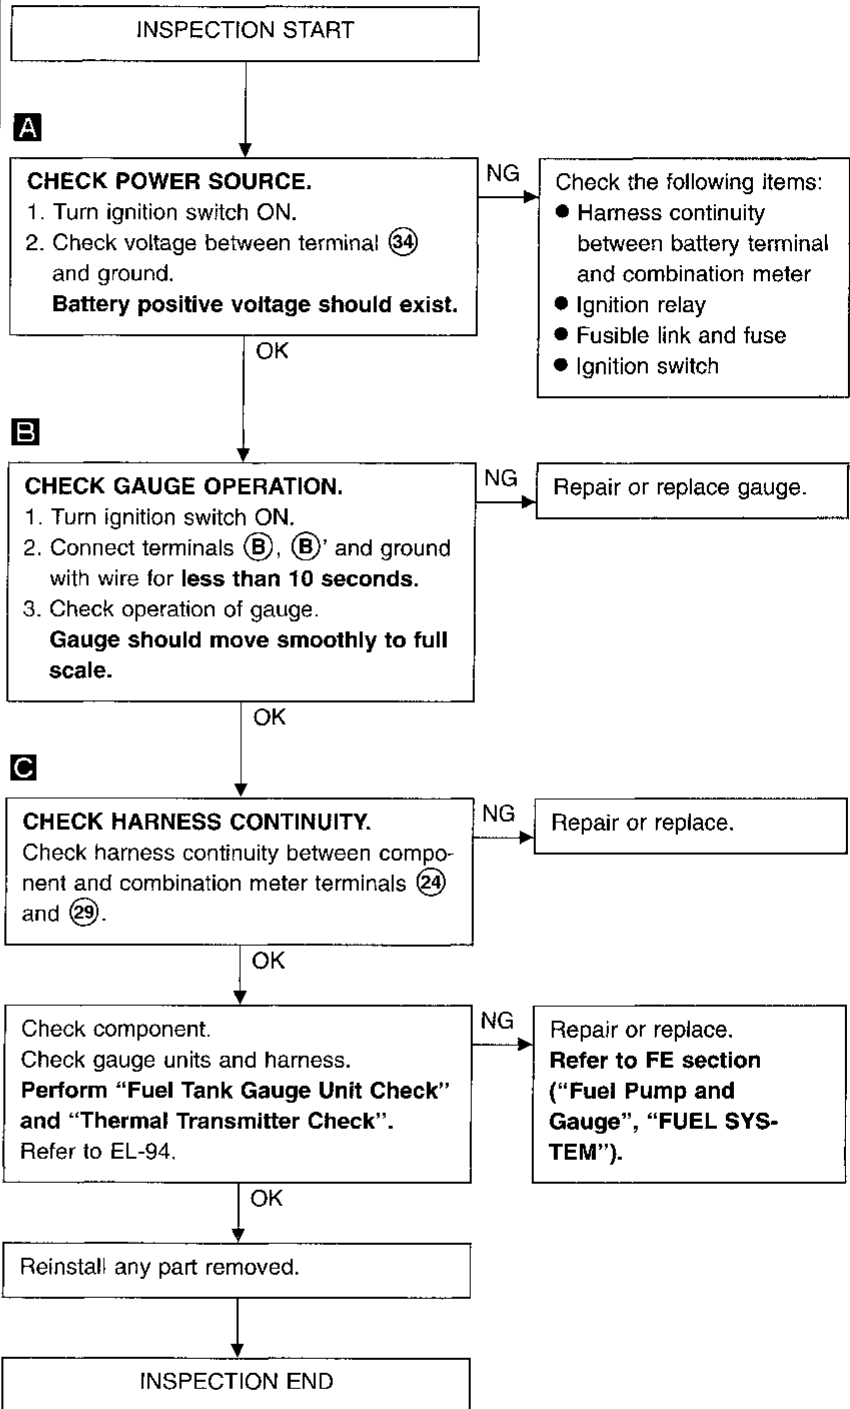 INSPECTION START
A
CHECK POWER SOURCE.
1. Turn ignition switch ON.
2. Check voltage between terminal 34
and ground.
Battery positive voltage should exist.
NG
Check the following items:
● Harness continuity
between battery terminal
and combination meter
● Ignition relay
● Fusible link and fuse
● Ignition switch
OK
B
CHECK GAUGE OPERATION.
1. Turn ignition switch ON.
2. Connect terminals B, B' and ground
with wire for less than 10 seconds.
3. Check operation of gauge.
Gauge should move smoothly to full
scale.
NG
Repair or replace gauge.
OK
C
CHECK HARNESS CONTINUITY.
Check harness continuity between compo-
nent and combination meter terminals 24
and 29.
NG
Repair or replace.
OK
Check component.
Check gauge units and harness.
Perform “Fuel Tank Gauge Unit Check”
and “Thermal Transmitter Check”.
Refer to EL-94.
NG
Repair or replace.
Refer to FE section
(“Fuel Pump and
Gauge”, “FUEL SYS-
TEM”).
OK
Reinstall any part removed.
INSPECTION END